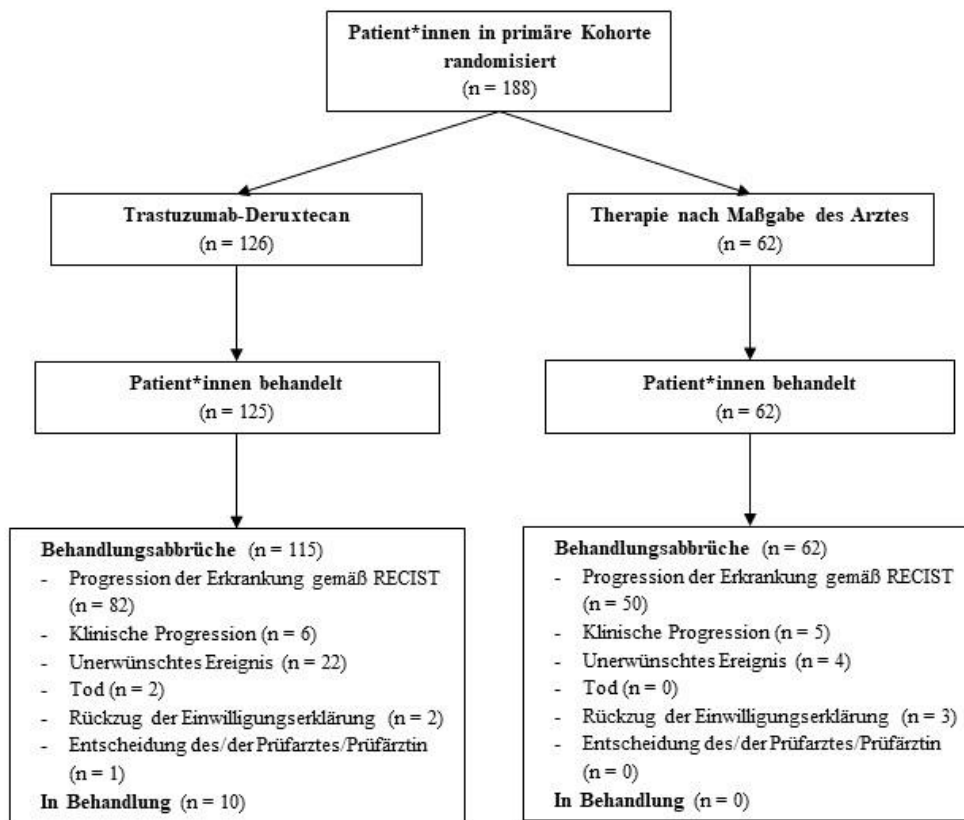 Patient*innen in primäre Kohorte
randomisiert
(n = 188)
Trastuzumab-Deruxtecan
(n = 126)
Therapie nach Maßgabe des Arztes
(n = 62)
Patient*innen behandelt
(n = 125)
Patient*innen behandelt
(n = 62)
Behandlungsabbrüche (n = 115)
- Progression der Erkrankung gemäß RECIST
(n = 82)
- Klinische Progression (n = 6)
- Unerwünschtes Ereignis (n = 22)
- Tod (n = 2)
- Rückzug der Einwilligungserklärung (n = 2)
- Entscheidung des/der Prüfarztes/Prüfärztin
(n = 1)
In Behandlung (n = 10)
Behandlungsabbrüche (n = 62)
- Progression der Erkrankung gemäß RECIST
(n = 50)
- Klinische Progression (n = 5)
- Unerwünschtes Ereignis (n = 4)
- Tod (n = 0)
- Rückzug der Einwilligungserklärung (n = 3)
- Entscheidung des/der Prüfarztes/Prüfärztin
(n = 0)
In Behandlung (n = 0)